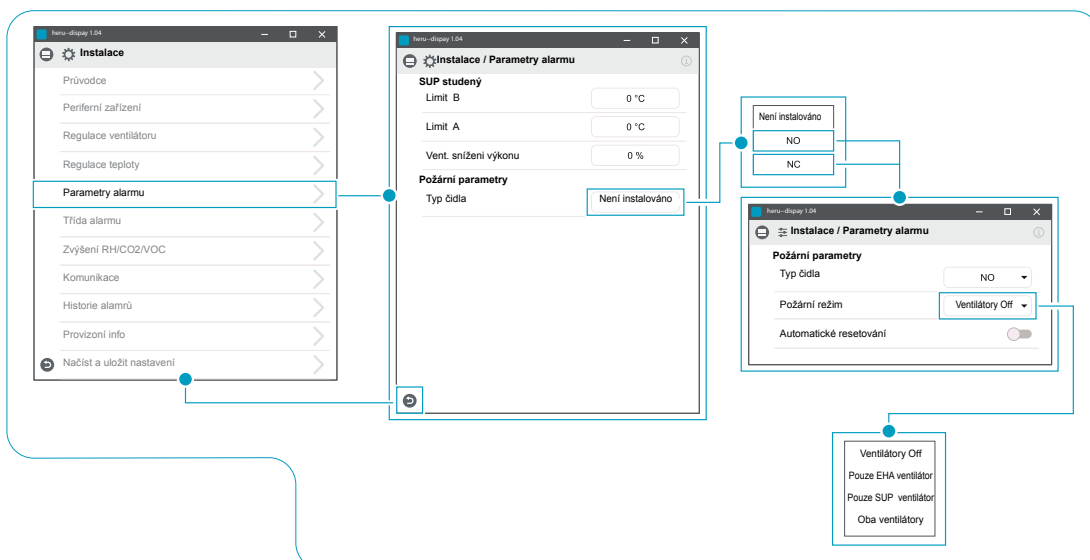 heru-dispay 1.04
Instalace
Průvodce
Periferní zařízení
Regulace ventilátoru
Regulace teploty
Parametry alarmu
Třída alarmu
Zvýšení RH/CO2/VOC
Komunikace
Historie alamrů
Provizoní info
Načíst a uložit nastavení
heru-dispay 1.04
Instalace / Parametry alarmu
SUP studený
Limit B 0 °C
Limit A 0 °C
Vent. sníženi výkonu 0 %
Požární parametry
Typ čidla Není instalováno
Není instalováno
NO
NC
heru-dispay 1.04
Instalace / Parametry alarmu
Požární parametry
Typ čidla NO
Požární režim Ventilátory Off
Automatické resetování
Ventilátory Off
Pouze EHA ventilátor
Pouze SUP ventilátor
Oba ventilátory